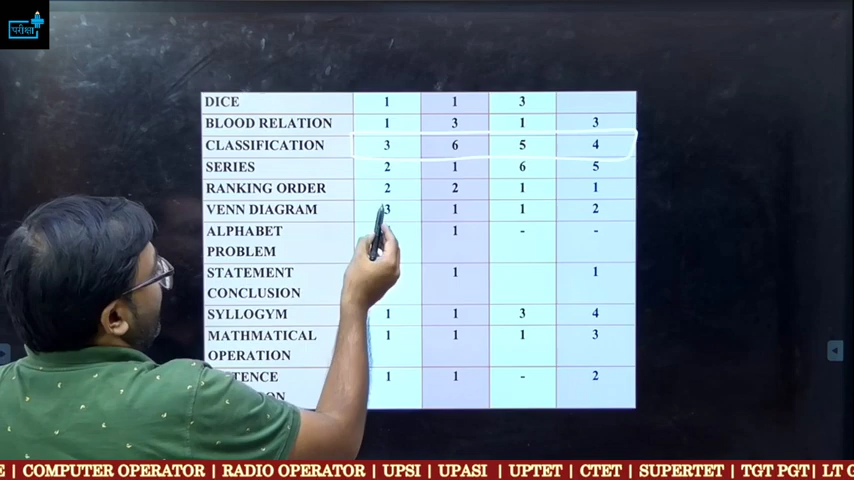 परीक्षा
DICE 1 1 3
BLOOD RELATION 1 3 1 3
CLASSIFICATION 3 6 5 4
SERIES 2 1 6 5
RANKING ORDER 2 2 1 1
VENN DIAGRAM 3 1 1 2
ALPHABET 1 - -
PROBLEM
STATEMENT 1 1
CONCLUSION
SYLLOGYM 1 1 3 4
MATHMATICAL 1 1 1 3
OPERATION
TENCE 1 1 - 2
| COMPUTER OPERATOR | RADIO OPERATOR | UPSI | UPASI | UPTET | CTET | SUPERTET | TGT PGT | LT G